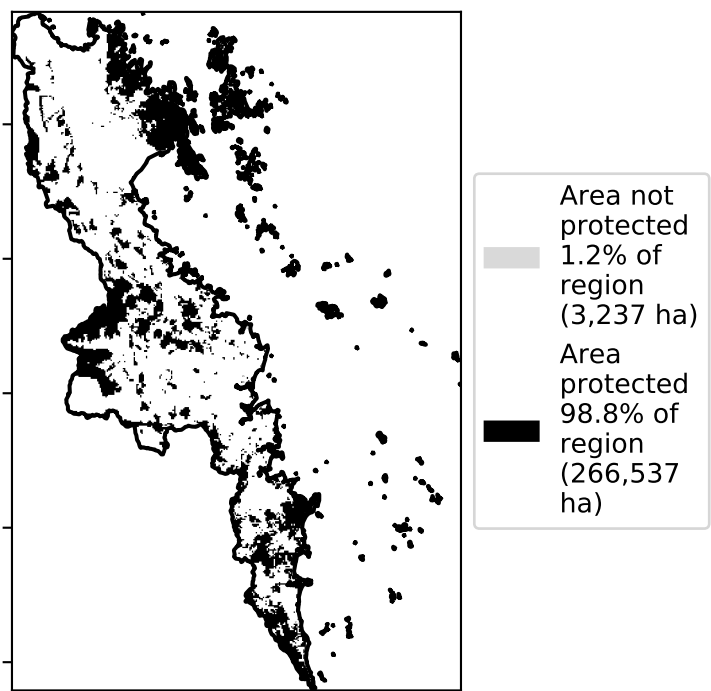 Area not
protected
1.2% of
region
(3,237 ha)
Area
protected
98.8% of
region
(266,537
ha)